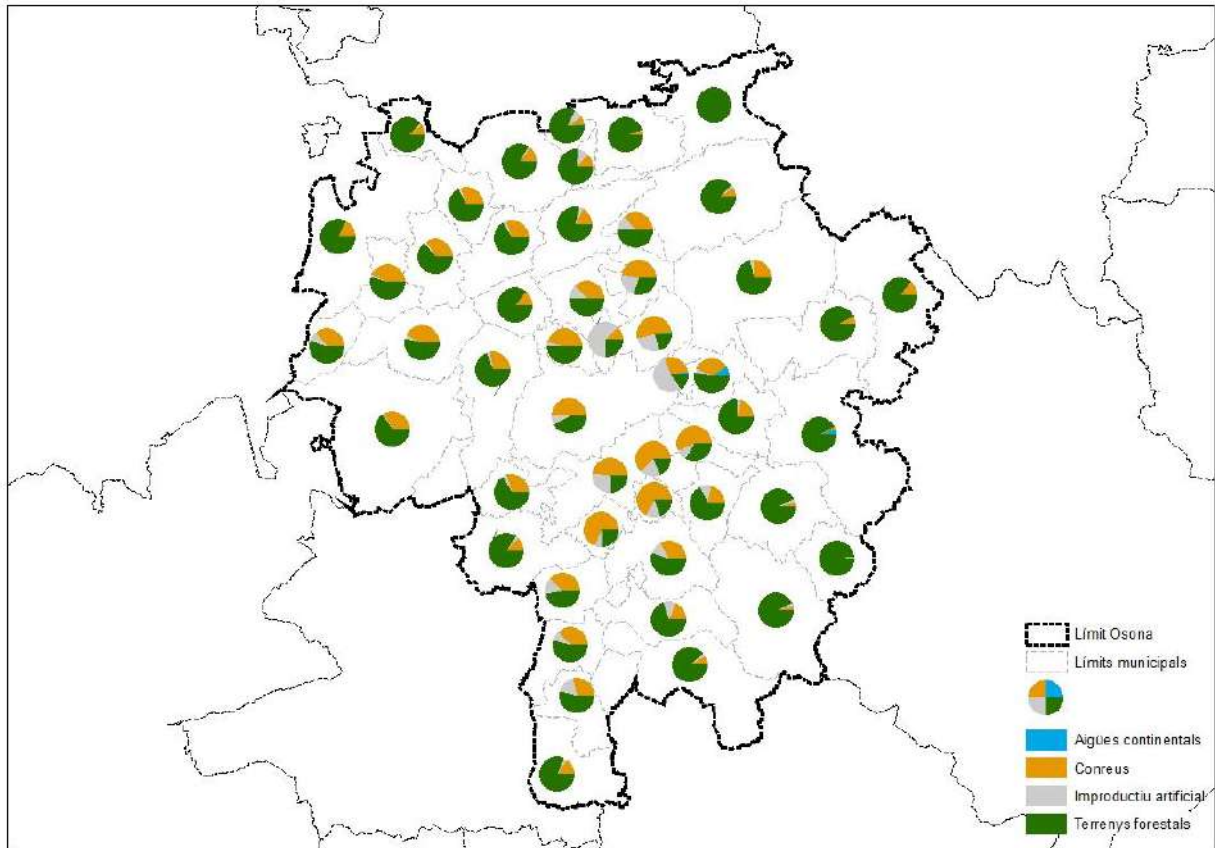 Límit Osona
Límits municipals
Aigües continentals
Conreus
Improductiu artificial
Terrenys forestals